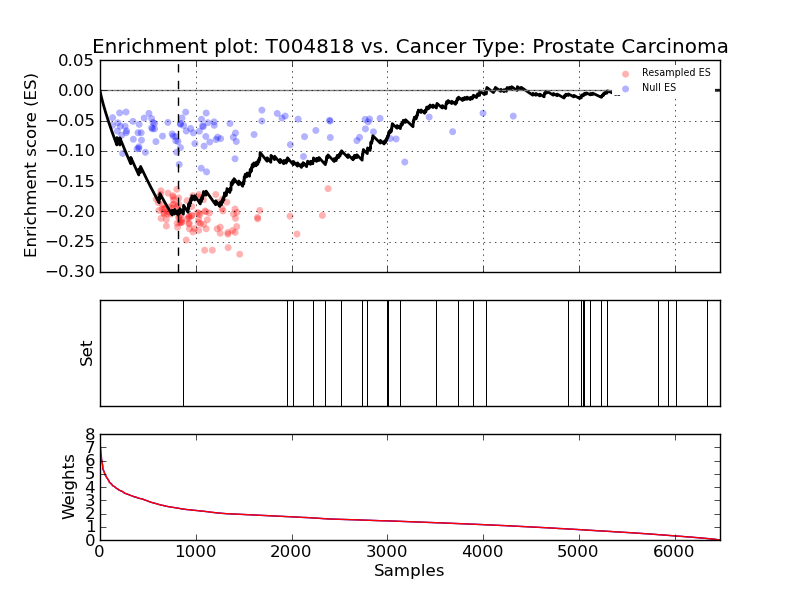 Enrichment plot: T004818 vs. Cancer Type: Prostate Carcinoma
0.05
0.00
−0.05
−0.10
−0.15
−0.20
−0.25
−0.30
Enrichment score (ES)
Resampled ES
Null ES
Set
8
7
6
5
4
3
2
1
0
Weights
0 1000 2000 3000 4000 5000 6000
Samples